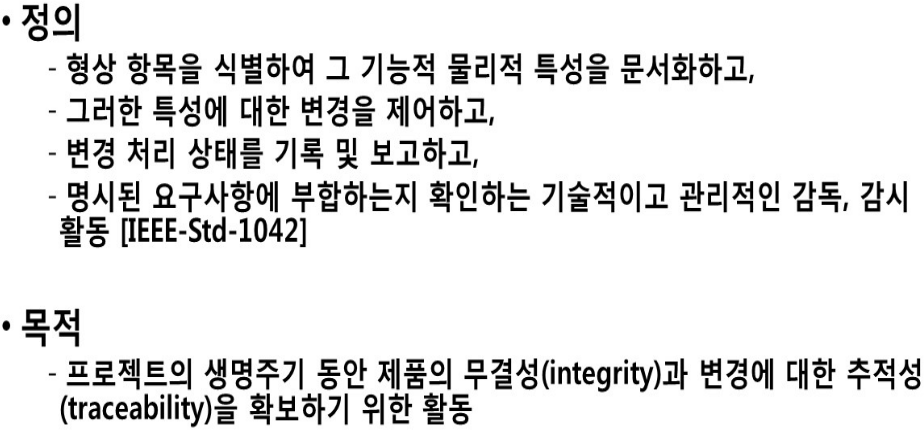 • 정의
- 형상 항목을 식별하여 그 기능적 물리적 특성을 문서화하고,
- 그러한 특성에 대한 변경을 제어하고,
- 변경 처리 상태를 기록 및 보고하고,
- 명시된 요구사항에 부합하는지 확인하는 기술적이고 관리적인 감독, 감시
활동 [IEEE-Std-1042]
• 목적
- 프로젝트의 생명주기 동안 제품의 무결성(integrity)과 변경에 대한 추적성
(traceability)을 확보하기 위한 활동